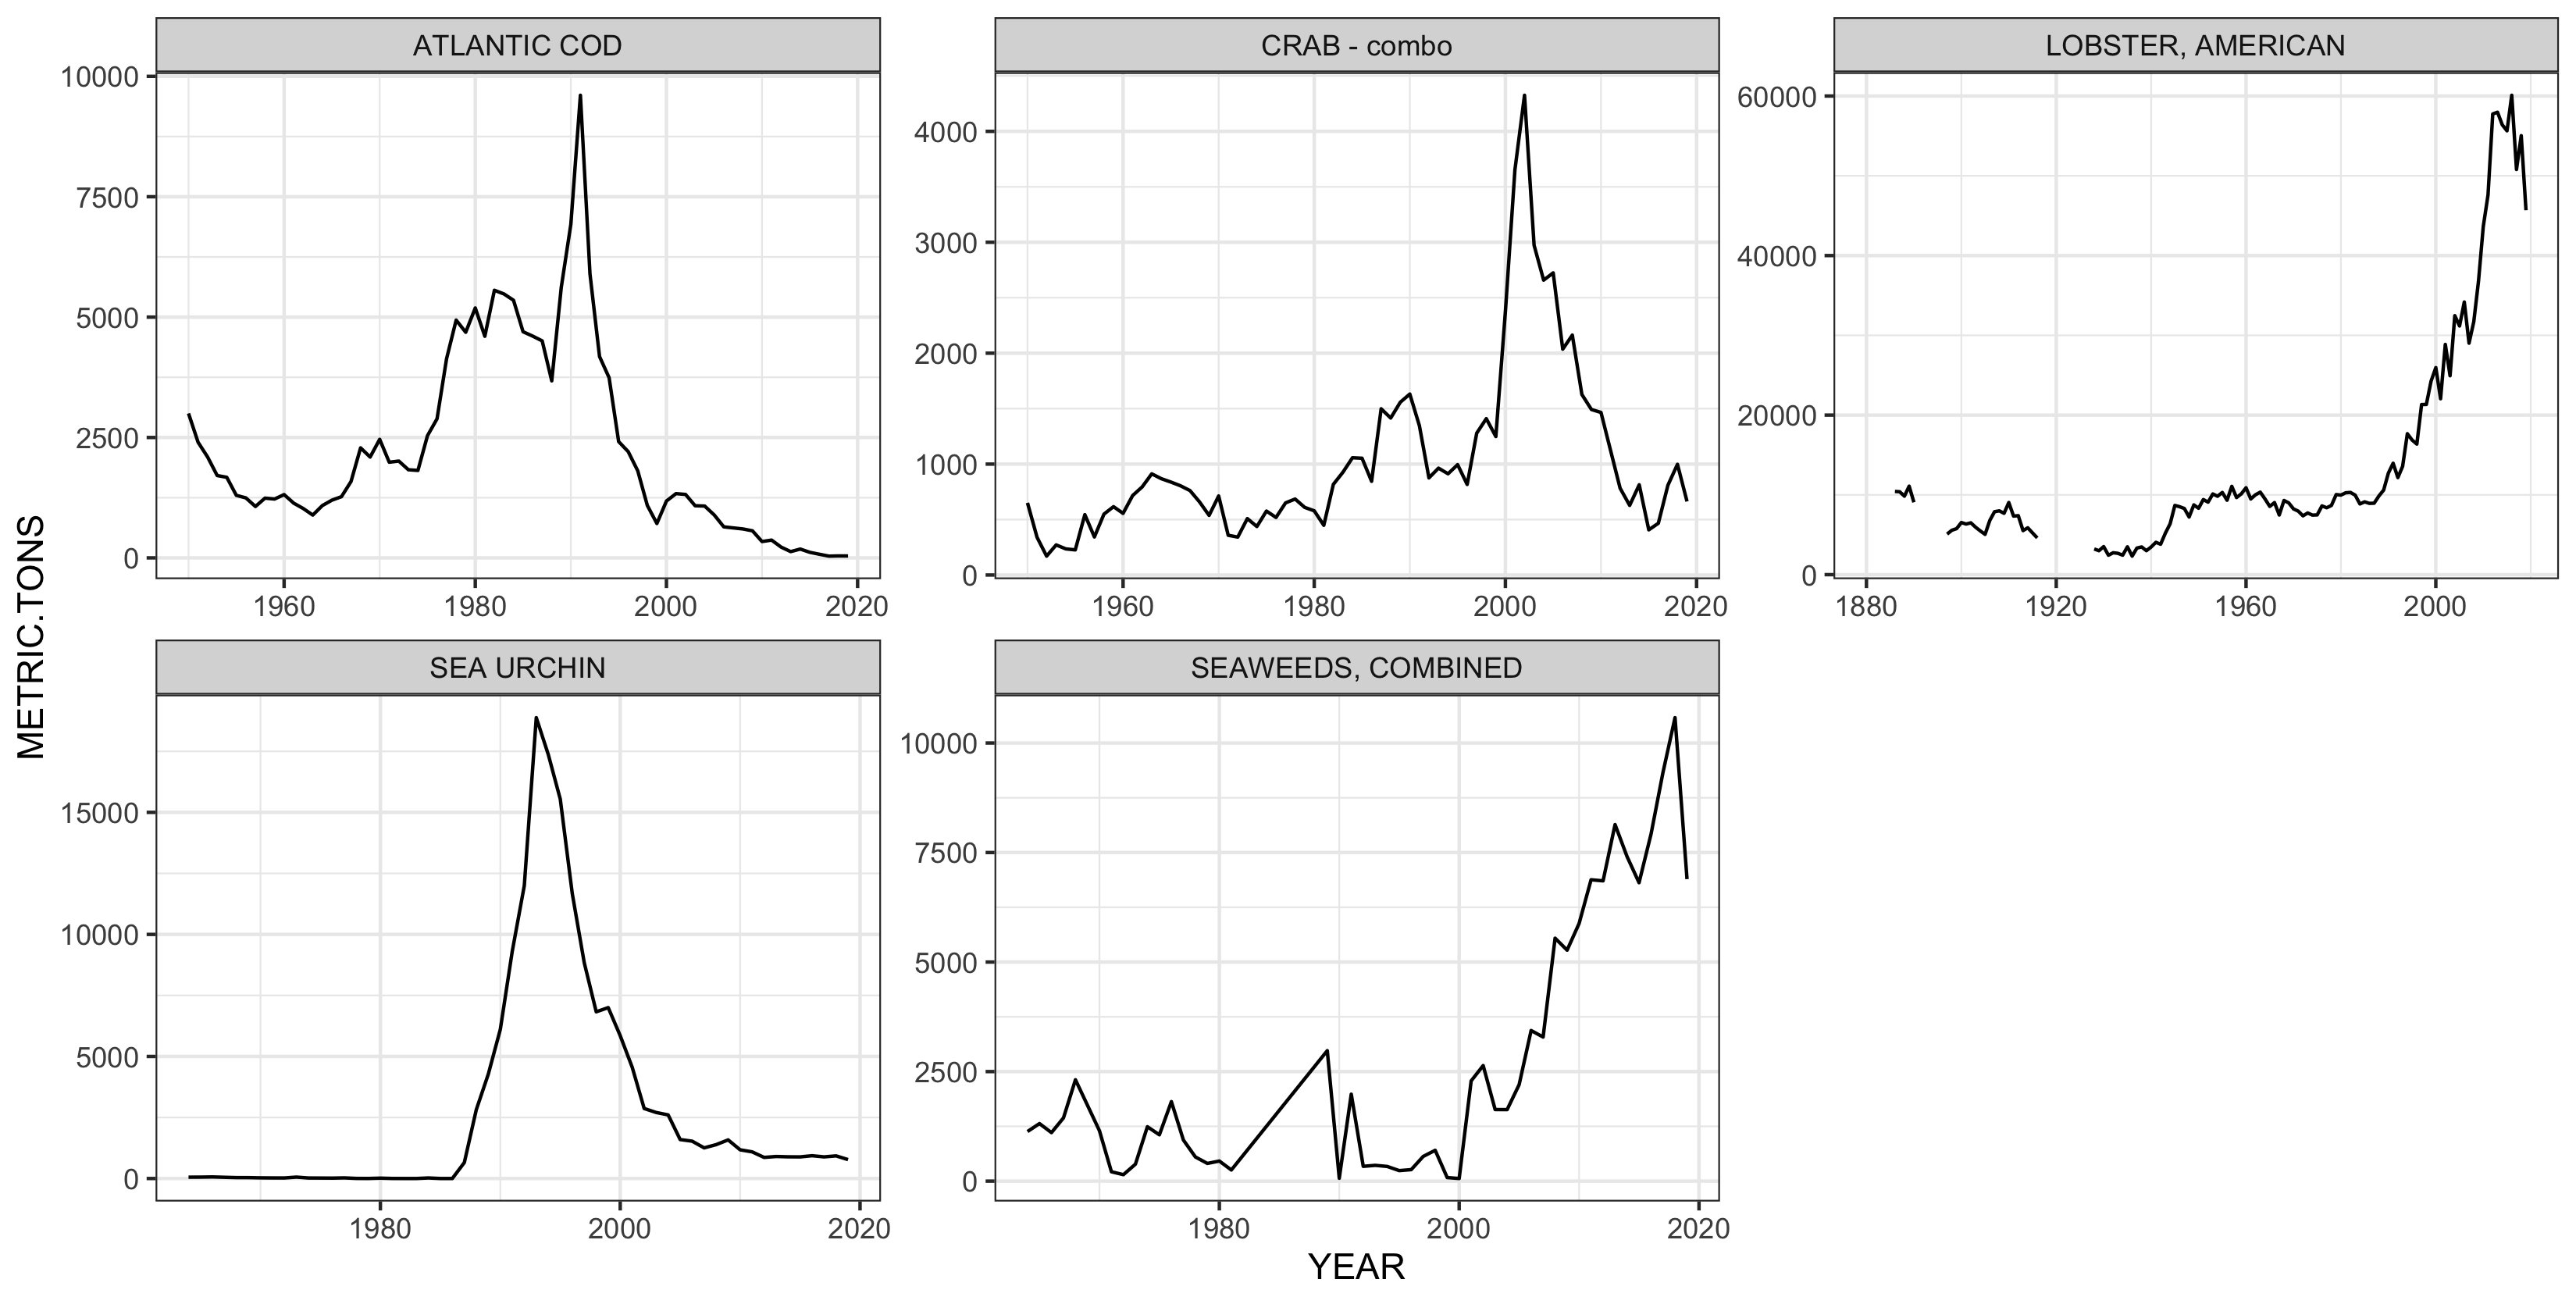 ATLANTIC COD
CRAB - combo
LOBSTER, AMERICAN
10000
7500
5000
2500
0
4000
3000
2000
1000
0
60000
40000
20000
0
1960 1980 2000 2020
1960 1980 2000 2020
1880 1920 1960 2000
METRIC.TONS
SEA URCHIN
SEAWEEDS, COMBINED
15000
10000
5000
0
10000
7500
5000
2500
0
1980 2000 2020
1980 2000 2020
YEAR